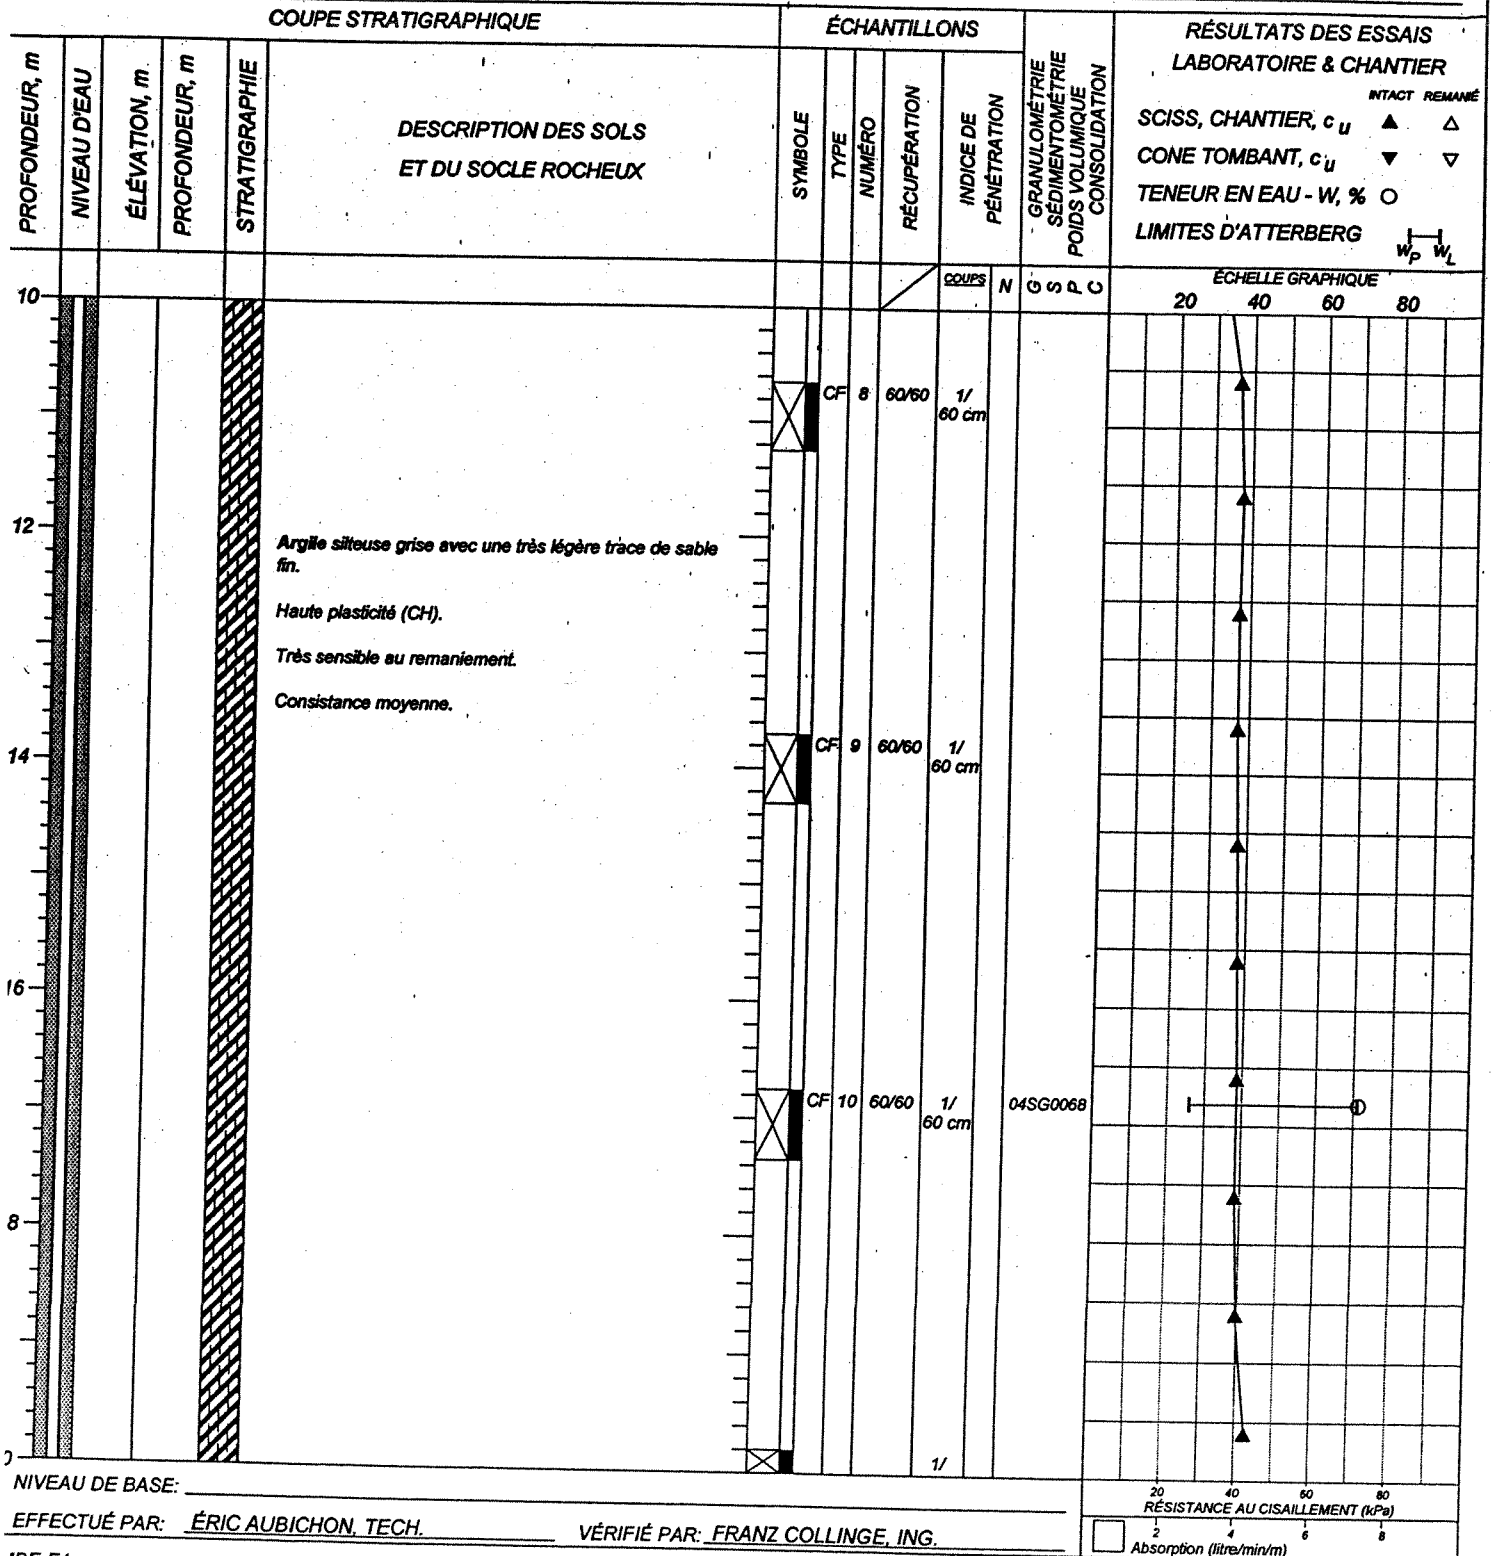 COUPE STRATIGRAPHIQUE
ÉCHANTILLONS
RÉSULTATS DES ESSAIS
LABORATOIRE & CHANTIER
PROFONDEUR, m
NIVEAU D'EAU
ÉLÉVATION, m
PROFONDEUR, m
STRATIGRAPHIE
DESCRIPTION DES SOLS
ET DU SOCLE ROCHEUX
SYMBOLE
TYPE
NUMÉRO
RÉCUPÉRATION
INDICE DE
PÉNÉTRATION
GRANULOMÉTRIE
SÉDIMENTOMÉTRIE
POIDS VOLUMIQUE
CONSOLIDATION
INTACT REMANIÉ
SCISS, CHANTIER, c u ▲ △
CONE TOMBANT, c u ▼ ▽
TENEUR EN EAU - W, % O
LIMITES D'ATTERBERG
W P W L
COUPS N G S P C
ÉCHELLE GRAPHIQUE
20 40 60 80
10
CF 8 60/60 1/
60 cm
12
Argile silteuse grise avec une très légère trace de sable
fin.
Haute plasticité (CH).
Très sensible au remaniement.
Consistance moyenne.
14
CF 9 60/60 1/
60 cm
16
CF 10 60/60 1/
60 cm
04SG0068
8
0
1/
NIVEAU DE BASE:
20 40 60 80
RÉSISTANCE AU CISAILLEMENT (kPa)
EFFECTUÉ PAR: ÉRIC AUBICHON, TECH.
VÉRIFIÉ PAR: FRANZ COLLINGE, ING.
2 4 6 8
Absorption (litre/min/m)